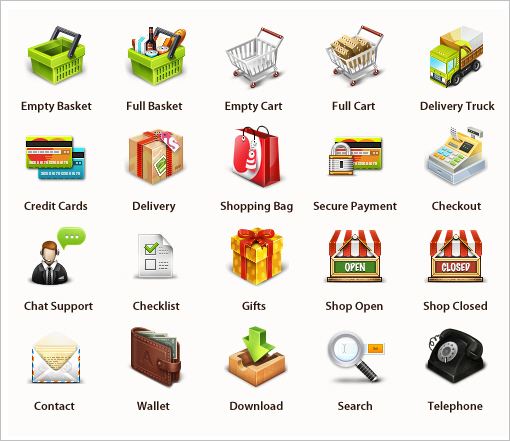 Empty Basket
Full Basket
Empty Cart
Full Cart
Delivery Truck
Credit Cards
Delivery
Shopping Bag
Secure Payment
Checkout
OPEN
CLOSED
Chat Support
Checklist
Gifts
Shop Open
Shop Closed
Contact
Wallet
Download
Search
Telephone